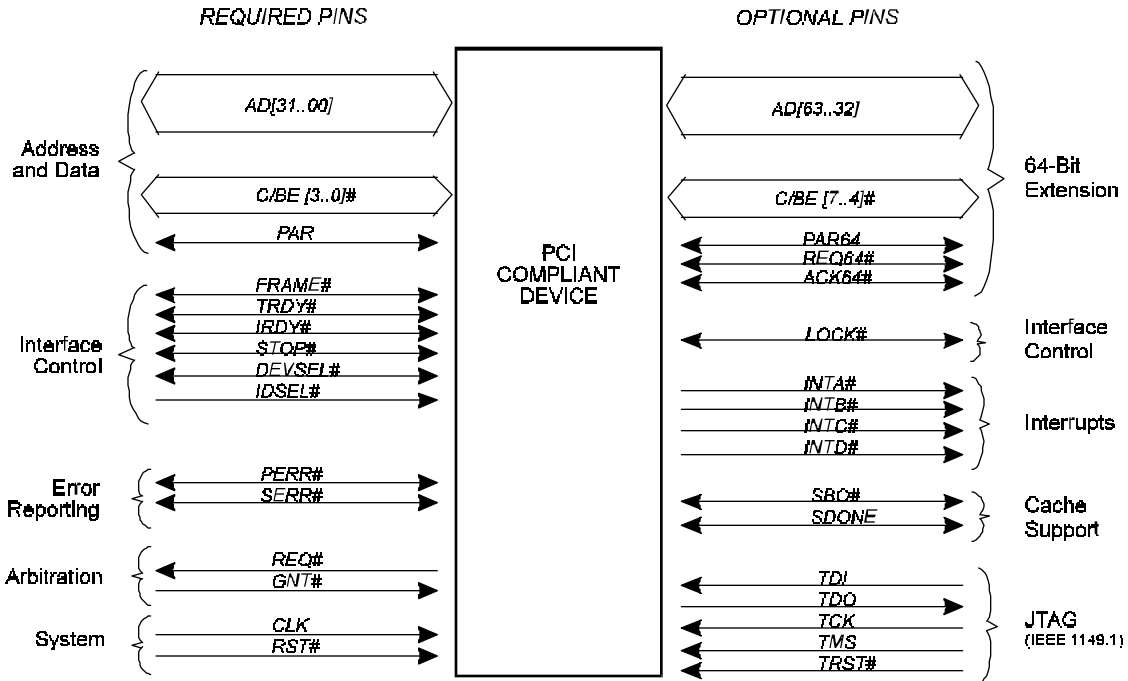 REQUIRED PINS
OPTIONAL PINS
Address
and Data
AD[31..00]
C/BE [3..0]#
PAR
Interface
Control
FRAME#
TRDY#
IRDY#
STOP#
DEVSEL#
IDSEL#
Error
Reporting
PERR#
SERR#
Arbitration
REQ#
GNT#
System
CLK
RST#
PCI
COMPLIANT
DEVICE
AD[63..32]
C/BE [7..4]#
PAR64
REQ64#
ACK64#
64-Bit
Extension
LOCK#
Interface
Control
INTA#
INTB#
INTC#
INTD#
Interrupts
SBO#
SDONE
Cache
Support
TDI
TDO
TCK
TMS
TRST#
JTAG
(IEEE 1149.1)